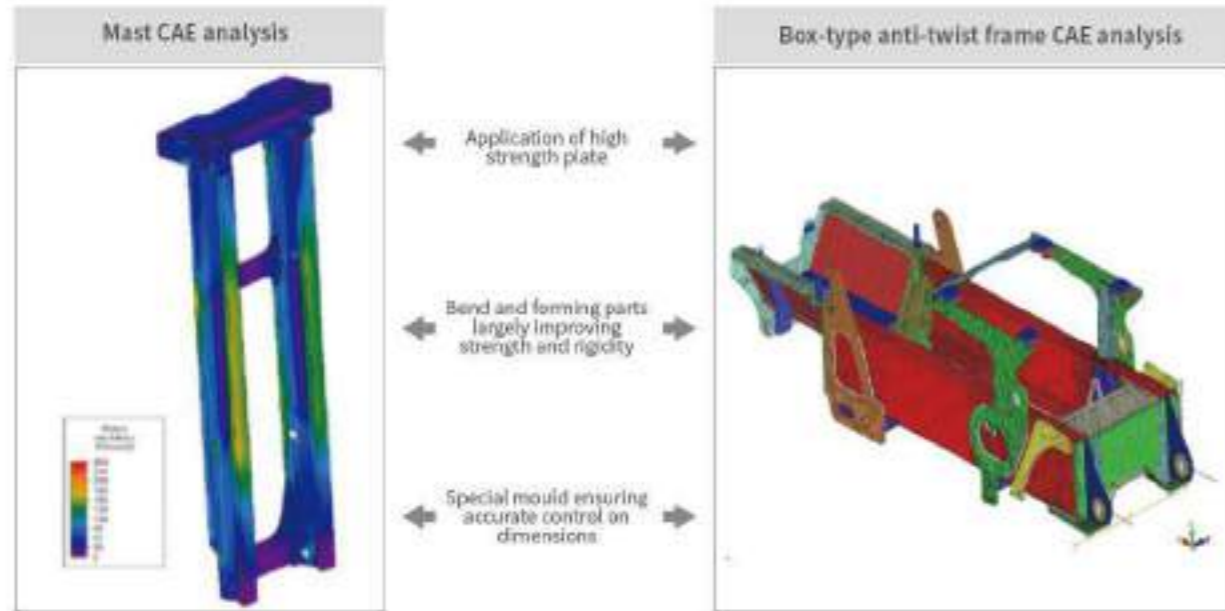 Mast CAE analysis
Box-type anti-twist frame CAE analysis
Application of high
strength plate
Bend and forming parts
largely improving
strength and rigidity
Special mould ensuring
accurate control on
dimensions